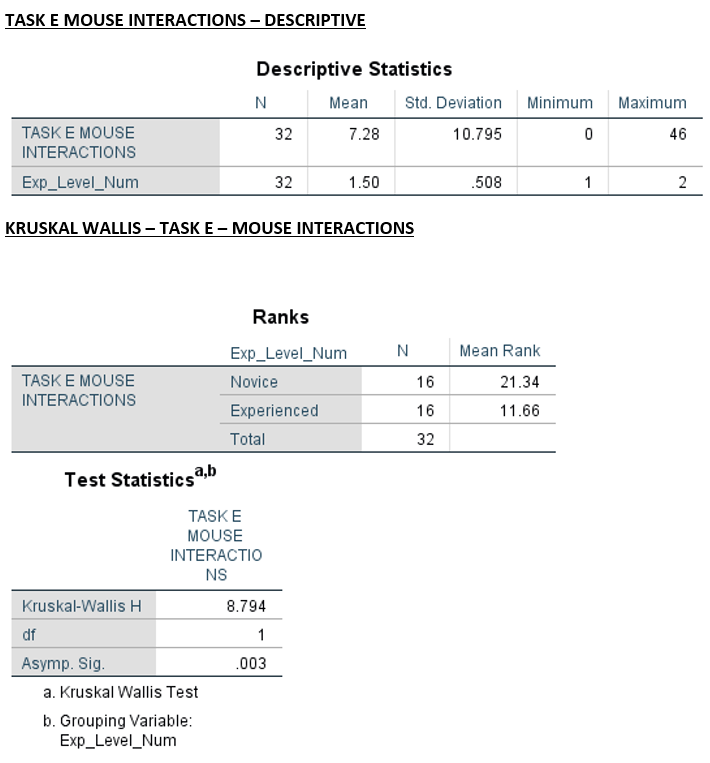 TASK E MOUSE INTERACTIONS – DESCRIPTIVE
Descriptive Statistics
N Mean Std. Deviation Minimum Maximum
TASK E MOUSE INTERACTIONS 32 7.28 10.795 0 46
Exp_Level_Num 32 1.50 .508 1 2
KRUSKAL WALLIS – TASK E – MOUSE INTERACTIONS
Ranks
Exp_Level_Num N Mean Rank
TASK E MOUSE INTERACTIONS Novice 16 21.34
Experienced 16 11.66
Total 32
Test Statistics a,b
TASK E
MOUSE
INTERACTIO
NS
Kruskal-Wallis H 8.794
df 1
Asymp. Sig. .003
a. Kruskal Wallis Test
b. Grouping Variable:
Exp_Level_Num